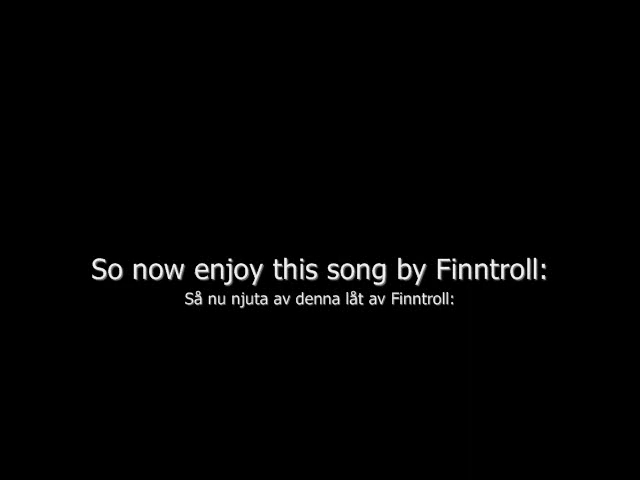 So now enjoy this song by Finntroll:
Så nu njuta av denna låt av Finntroll: